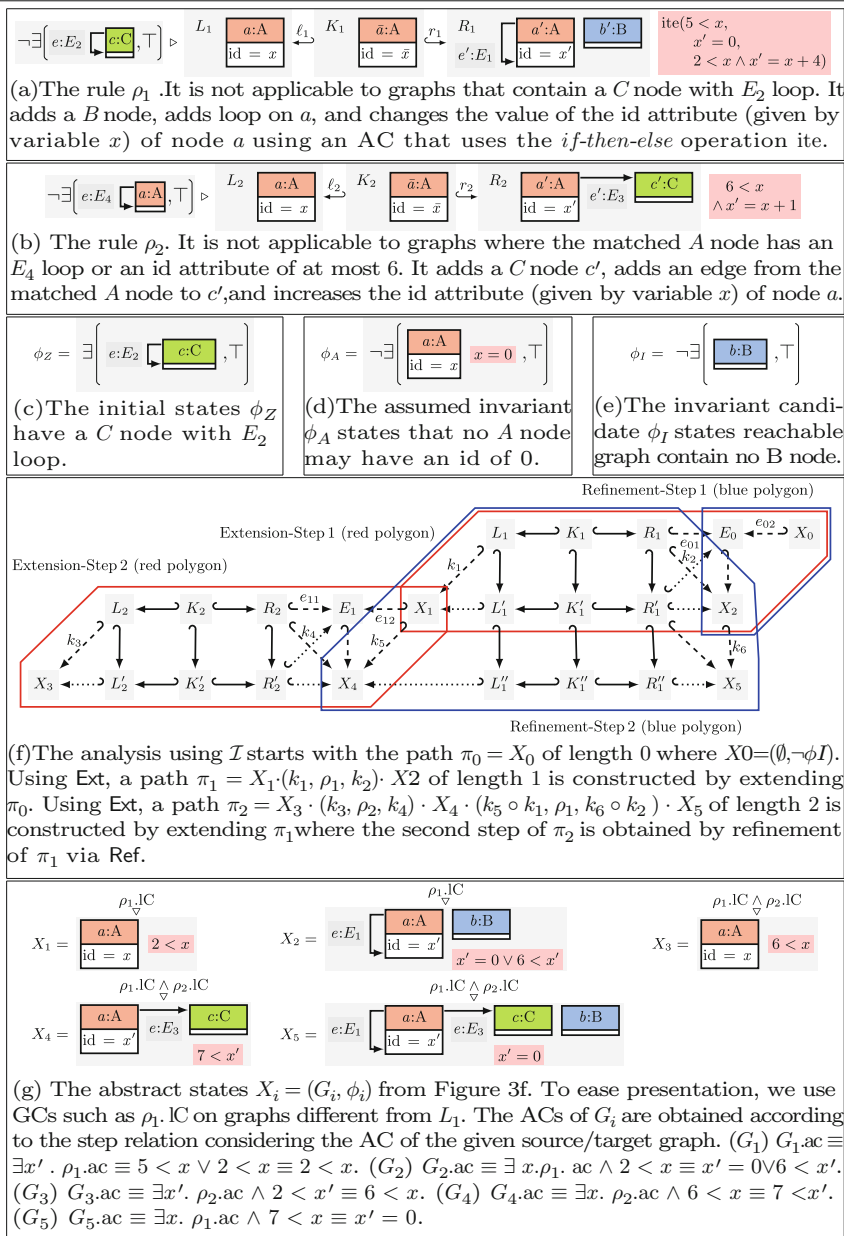 ¬∃( e:E₂ c:C ,⊤) ▹ L₁ a:A id = x ℓ₁ K₁ ā:A id = x̄ r₁ R₁ e′:E₁ a′:A id = x′ b′:B ite(5 < x,
x′ = 0,
2 < x ∧ x′ = x + 4)
(a)The rule ρ₁ .It is not applicable to graphs that contain a C node with E₂ loop. It
adds a B node, adds loop on a, and changes the value of the id attribute (given by
variable x) of node a using an AC that uses the if-then-else operation ite.
¬∃( e:E₄ a:A ,⊤) ▹ L₂ a:A id = x ℓ₂ K₂ ā:A id = x̄ r₂ R₂ a′:A id = x′ e′:E₃ c′:C 6 < x
∧ x′ = x + 1
(b) The rule ρ₂. It is not applicable to graphs where the matched A node has an
E₄ loop or an id attribute of at most 6. It adds a C node c′, adds an edge from the
matched A node to c′,and increases the id attribute (given by variable x) of node a.
ϕ_Z = ∃( e:E₂ c:C ,⊤)
(c)The initial states ϕ_Z
have a C node with E₂
loop.
ϕ_A = ¬∃( a:A id = x x = 0 ,⊤)
(d)The assumed invariant
ϕ_A states that no A node
may have an id of 0.
ϕ_I = ¬∃( b:B ,⊤)
(e)The invariant candi-
date ϕ_I states reachable
graph contain no B node.
Refinement-Step 1 (blue polygon)
Extension-Step 1 (red polygon)
Extension-Step 2 (red polygon)
L₁ K₁ R₁ E₀ e₀₂ X₀
k₁ e₀₁ k₂
L₂ K₂ R₂ e₁₁ E₁ e₁₂ X₁ L′₁ K′₁ R′₁ X₂
k₃ k₄ k₅ k₆
X₃ L′₂ K′₂ R′₂ X₄ L″₁ K″₁ R″₁ X₅
Refinement-Step 2 (blue polygon)
(f)The analysis using ℐ starts with the path π₀ = X₀ of length 0 where X0=(∅,¬ϕI).
Using Ext, a path π₁ = X₁·(k₁, ρ₁, k₂)· X2 of length 1 is constructed by extending
π₀. Using Ext, a path π₂ = X₃ · (k₃, ρ₂, k₄) · X₄ · (k₅ ∘ k₁, ρ₁, k₆ ∘ k₂ ) · X₅ of length 2 is
constructed by extending π₁where the second step of π₂ is obtained by refinement
of π₁ via Ref.
X₁ = ρ₁.lC ▽ a:A id = x 2 < x
X₂ = ρ₁.lC ▽ e:E₁ a:A id = x′ b:B x′ = 0 ∨ 6 < x′
X₃ = ρ₁.lC ∧ ρ₂.lC ▽ a:A id = x 6 < x
X₄ = ρ₁.lC ∧ ρ₂.lC ▽ a:A id = x′ e:E₃ c:C 7 < x′
X₅ = ρ₁.lC ∧ ρ₂.lC ▽ e:E₁ a:A id = x′ e:E₃ c:C b:B x′ = 0
(g) The abstract states Xᵢ = (Gᵢ, ϕᵢ) from Figure 3f. To ease presentation, we use
GCs such as ρ₁. lC on graphs different from L₁. The ACs of Gᵢ are obtained according
to the step relation considering the AC of the given source/target graph. (G₁) G₁.ac ≡
∃x′ . ρ₁.ac ≡ 5 < x ∨ 2 < x ≡ 2 < x. (G₂) G₂.ac ≡ ∃ x.ρ₁. ac ∧ 2 < x ≡ x′ = 0∨6 < x′.
(G₃) G₃.ac ≡ ∃x′. ρ₂.ac ∧ 2 < x′ ≡ 6 < x. (G₄) G₄.ac ≡ ∃x. ρ₂.ac ∧ 6 < x ≡ 7 <x′.
(G₅) G₅.ac ≡ ∃x. ρ₁.ac ∧ 7 < x ≡ x′ = 0.